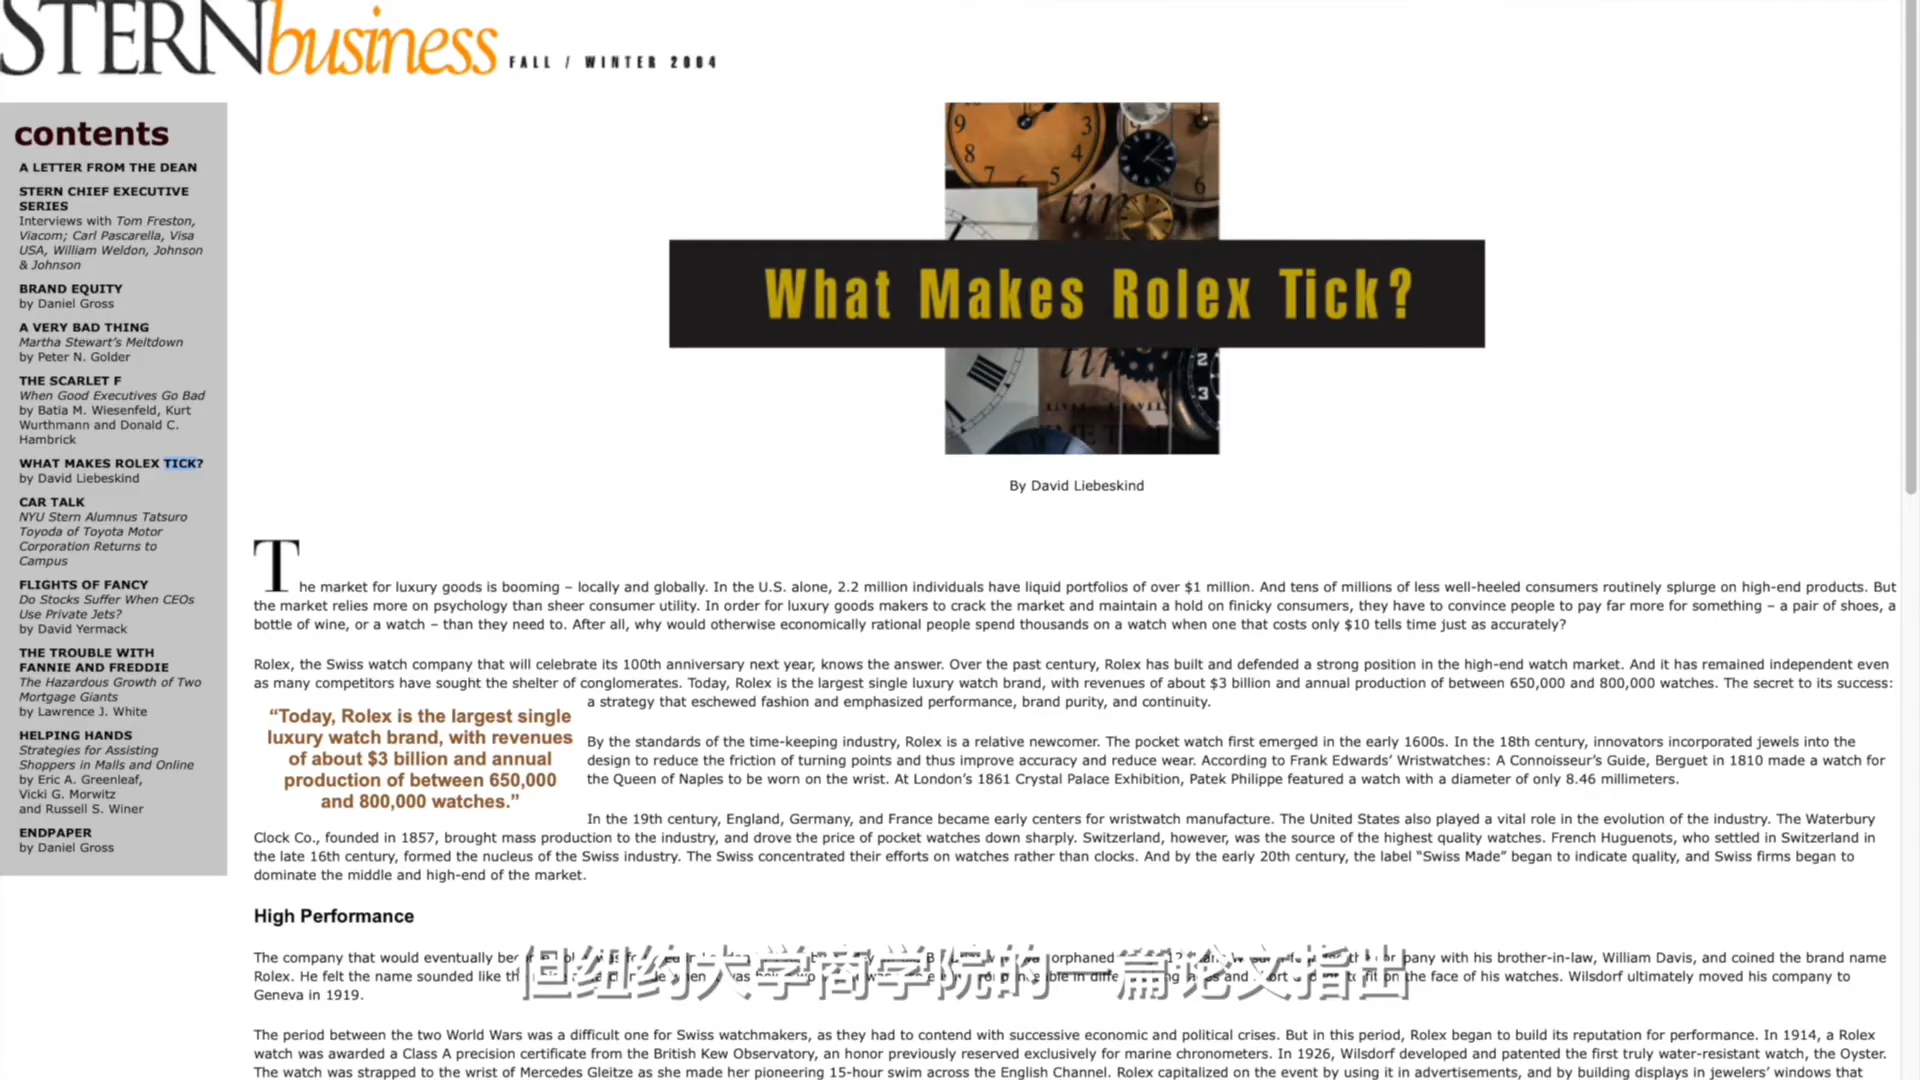 STERNbusiness FALL / WINTER 2004
contents
A LETTER FROM THE DEAN
STERN CHIEF EXECUTIVE
SERIES
Interviews with Tom Freston,
Viacom; Carl Pascarella, Visa
USA, William Weldon, Johnson
& Johnson
BRAND EQUITY
by Daniel Gross
A VERY BAD THING
Martha Stewart's Meltdown
by Peter N. Golder
THE SCARLET F
When Good Executives Go Bad
by Batia M. Wiesenfeld, Kurt
Wurthmann and Donald C.
Hambrick
WHAT MAKES ROLEX TICK?
by David Liebeskind
CAR TALK
NYU Stern Alumnus Tatsuro
Toyoda of Toyota Motor
Corporation Returns to
Campus
FLIGHTS OF FANCY
Do Stocks Suffer When CEOs
Use Private Jets?
by David Yermack
THE TROUBLE WITH
FANNIE AND FREDDIE
The Hazardous Growth of Two
Mortgage Giants
by Lawrence J. White
HELPING HANDS
Strategies for Assisting
Shoppers in Malls and Online
by Eric A. Greenleaf,
Vicki G. Morwitz
and Russell S. Winer
ENDPAPER
by Daniel Gross
What Makes Rolex Tick?
By David Liebeskind
The market for luxury goods is booming – locally and globally. In the U.S. alone, 2.2 million individuals have liquid portfolios of over $1 million. And tens of millions of less well-heeled consumers routinely splurge on high-end products. But
the market relies more on psychology than sheer consumer utility. In order for luxury goods makers to crack the market and maintain a hold on finicky consumers, they have to convince people to pay far more for something – a pair of shoes, a
bottle of wine, or a watch – than they need to. After all, why would otherwise economically rational people spend thousands on a watch when one that costs only $10 tells time just as accurately?
Rolex, the Swiss watch company that will celebrate its 100th anniversary next year, knows the answer. Over the past century, Rolex has built and defended a strong position in the high-end watch market. And it has remained independent even
as many competitors have sought the shelter of conglomerates. Today, Rolex is the largest single luxury watch brand, with revenues of about $3 billion and annual production of between 650,000 and 800,000 watches. The secret to its success:
a strategy that eschewed fashion and emphasized performance, brand purity, and continuity.
“Today, Rolex is the largest single
luxury watch brand, with revenues
of about $3 billion and annual
production of between 650,000
and 800,000 watches.”
By the standards of the time-keeping industry, Rolex is a relative newcomer. The pocket watch first emerged in the early 1600s. In the 18th century, innovators incorporated jewels into the
design to reduce the friction of turning points and thus improve accuracy and reduce wear. According to Frank Edwards’ Wristwatches: A Connoisseur’s Guide, Berguet in 1810 made a watch for
the Queen of Naples to be worn on the wrist. At London’s 1861 Crystal Palace Exhibition, Patek Philippe featured a watch with a diameter of only 8.46 millimeters.
In the 19th century, England, Germany, and France became early centers for wristwatch manufacture. The United States also played a vital role in the evolution of the industry. The Waterbury
Clock Co., founded in 1857, brought mass production to the industry, and drove the price of pocket watches down sharply. Switzerland, however, was the source of the highest quality watches. French Huguenots, who settled in Switzerland in
the late 16th century, formed the nucleus of the Swiss industry. The Swiss concentrated their efforts on watches rather than clocks. And by the early 20th century, the label “Swiss Made” began to indicate quality, and Swiss firms began to
dominate the middle and high-end of the market.
High Performance
The company that would eventually orphaned company with his brother-in-law, William Davis, and coined the brand name
Rolex. He felt the name sounded like the face of his watches. Wilsdorf ultimately moved his company to
Geneva in 1919.
但纽约大学商学院的一篇论文指出
The period between the two World Wars was a difficult one for Swiss watchmakers, as they had to contend with successive economic and political crises. But in this period, Rolex began to build its reputation for performance. In 1914, a Rolex
watch was awarded a Class A precision certificate from the British Kew Observatory, an honor previously reserved exclusively for marine chronometers. In 1926, Wilsdorf developed and patented the first truly water-resistant watch, the Oyster.
The watch was strapped to the wrist of Mercedes Gleitze as she made her pioneering 15-hour swim across the English Channel. Rolex capitalized on the event by using it in advertisements, and by building displays in jewelers’ windows that